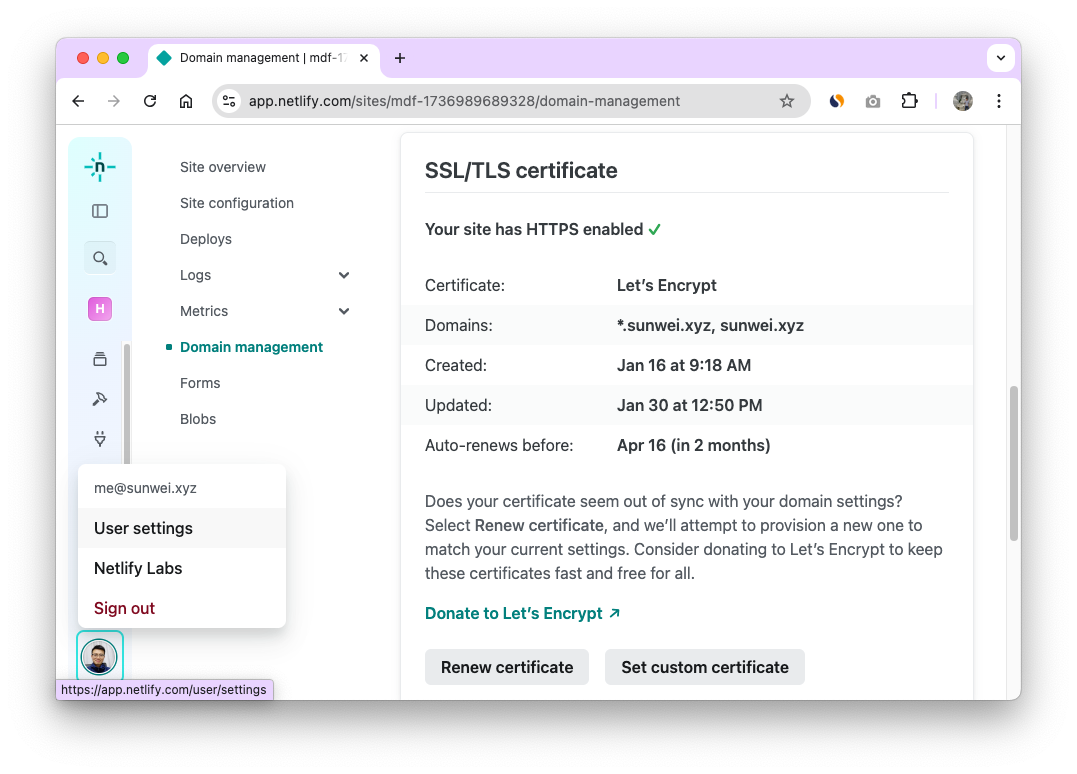 Domain management | mdf-17
app.netlify.com/sites/mdf-1736989689328/domain-management
n
H
Site overview
Site configuration
Deploys
Logs
Metrics
Domain management
Forms
Blobs
me@sunwei.xyz
User settings
Netlify Labs
Sign out
https://app.netlify.com/user/settings
SSL/TLS certificate
Your site has HTTPS enabled
Certificate: Let’s Encrypt
Domains: *.sunwei.xyz, sunwei.xyz
Created: Jan 16 at 9:18 AM
Updated: Jan 30 at 12:50 PM
Auto-renews before: Apr 16 (in 2 months)
Does your certificate seem out of sync with your domain settings?
Select Renew certificate, and we’ll attempt to provision a new one to
match your current settings. Consider donating to Let’s Encrypt to keep
these certificates fast and free for all.
Donate to Let’s Encrypt
Renew certificate
Set custom certificate